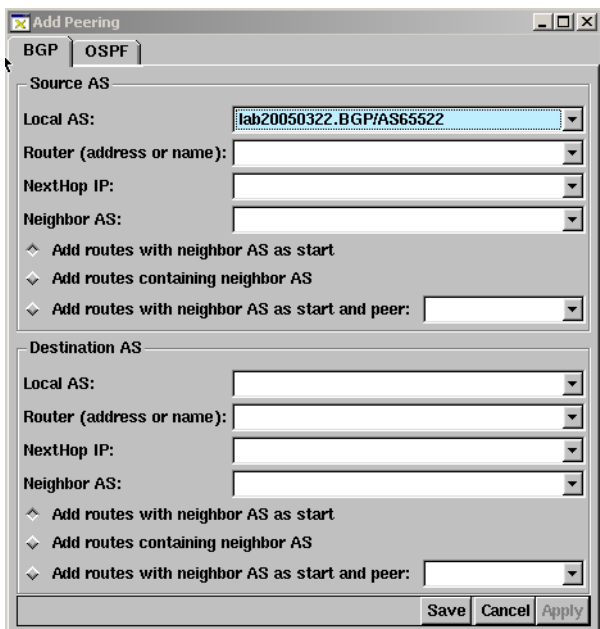 Add Peering
BGP OSPF
Source AS
Local AS: lab20050322.BGP/AS65522
Router (address or name):
NextHop IP:
Neighbor AS:
Add routes with neighbor AS as start
Add routes containing neighbor AS
Add routes with neighbor AS as start and peer:
Destination AS
Local AS:
Router (address or name):
NextHop IP:
Neighbor AS:
Add routes with neighbor AS as start
Add routes containing neighbor AS
Add routes with neighbor AS as start and peer:
Save Cancel Apply